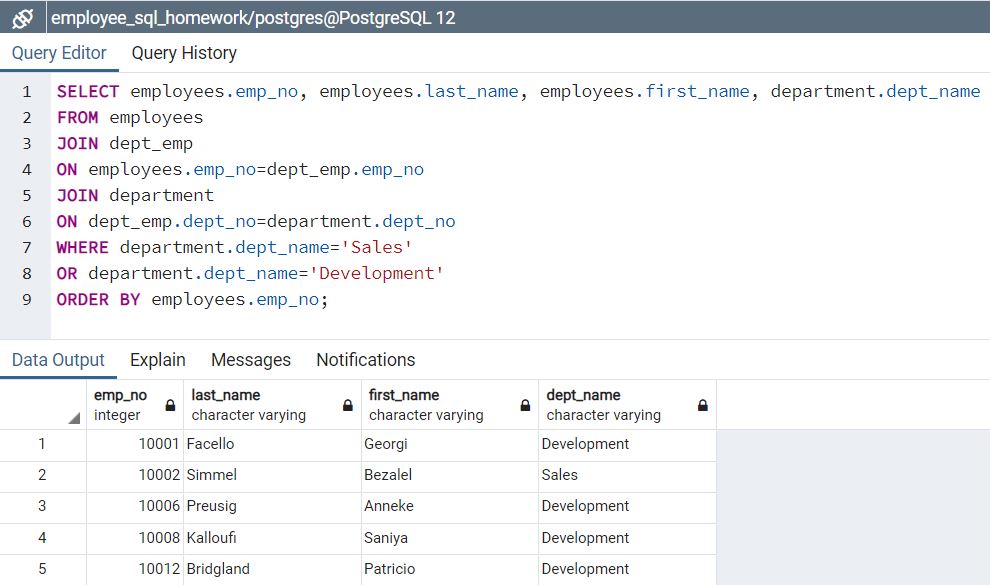 employee_sql_homework/postgres@PostgreSQL 12
Query Editor Query History
1 SELECT employees.emp_no, employees.last_name, employees.first_name, department.dept_name
2 FROM employees
3 JOIN dept_emp
4 ON employees.emp_no=dept_emp.emp_no
5 JOIN department
6 ON dept_emp.dept_no=department.dept_no
7 WHERE department.dept_name='Sales'
8 OR department.dept_name='Development'
9 ORDER BY employees.emp_no;
Data Output Explain Messages Notifications
emp_no last_name first_name dept_name
integer character varying character varying character varying
1 10001 Facello Georgi Development
2 10002 Simmel Bezalel Sales
3 10006 Preusig Anneke Development
4 10008 Kalloufi Saniya Development
5 10012 Bridgland Patricio Development